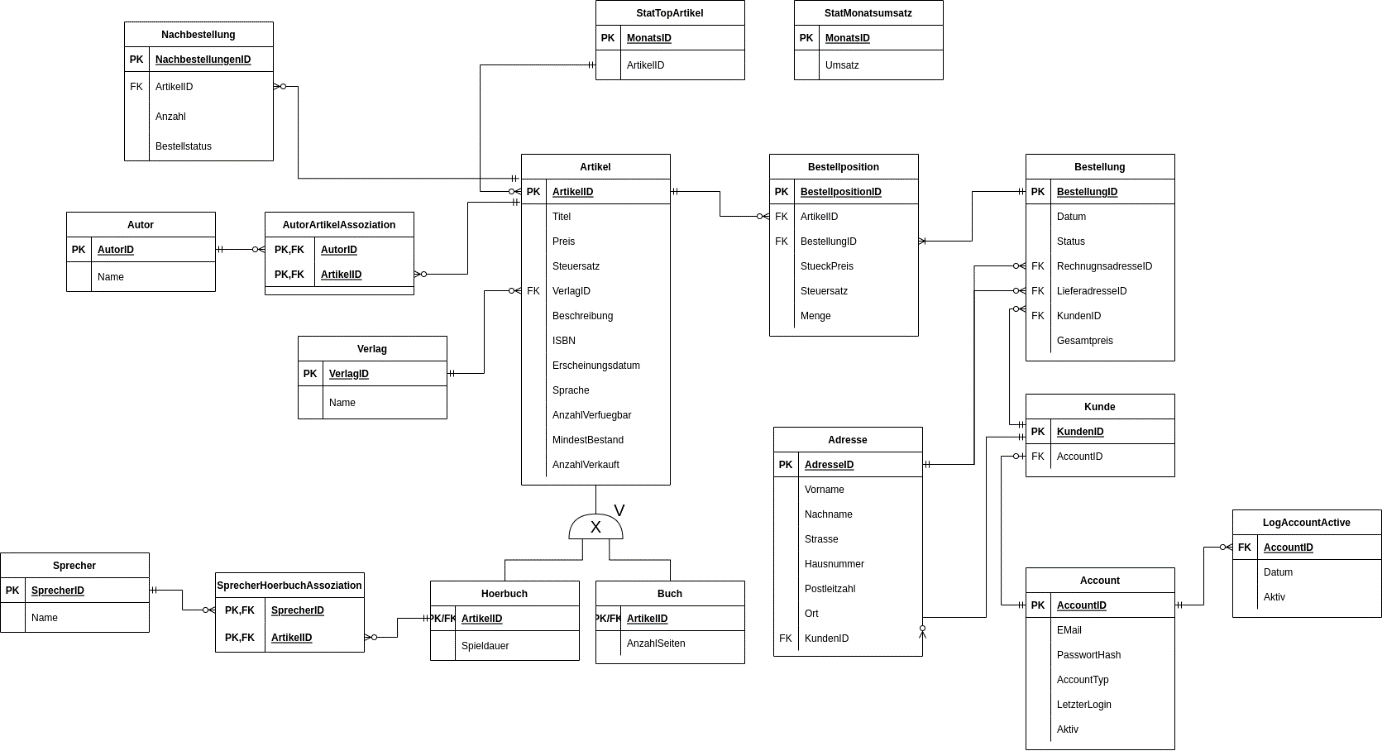 StatTopArtikel
PK MonatsID
ArtikelID
StatMonatsumsatz
PK MonatsID
Umsatz
Nachbestellung
PK NachbestellungenID
FK ArtikelID
Anzahl
Bestellstatus
Artikel
PK ArtikelID
Titel
Preis
Steuersatz
FK VerlagID
Beschreibung
ISBN
Erscheinungsdatum
Sprache
AnzahlVerfuegbar
MindestBestand
AnzahlVerkauft
Bestellposition
PK BestellpositionID
FK ArtikelID
FK BestellungID
StueckPreis
Steuersatz
Menge
Bestellung
PK BestellungID
Datum
Status
FK RechnugnsadresseID
FK LieferadresseID
FK KundenID
Gesamtpreis
Autor
PK AutorID
Name
AutorArtikelAssoziation
PK,FK AutorID
PK,FK ArtikelID
Verlag
PK VerlagID
Name
Kunde
PK KundenID
FK AccountID
Adresse
PK AdresseID
Vorname
Nachname
Strasse
Hausnummer
Postleitzahl
Ort
FK KundenID
V
X
LogAccountActive
FK AccountID
Datum
Aktiv
Sprecher
PK SprecherID
Name
SprecherHoerbuchAssoziation
PK,FK SprecherID
PK,FK ArtikelID
Hoerbuch
PK/FK ArtikelID
Spieldauer
Buch
PK/FK ArtikelID
AnzahlSeiten
Account
PK AccountID
EMail
PasswortHash
AccountTyp
LetzterLogin
Aktiv